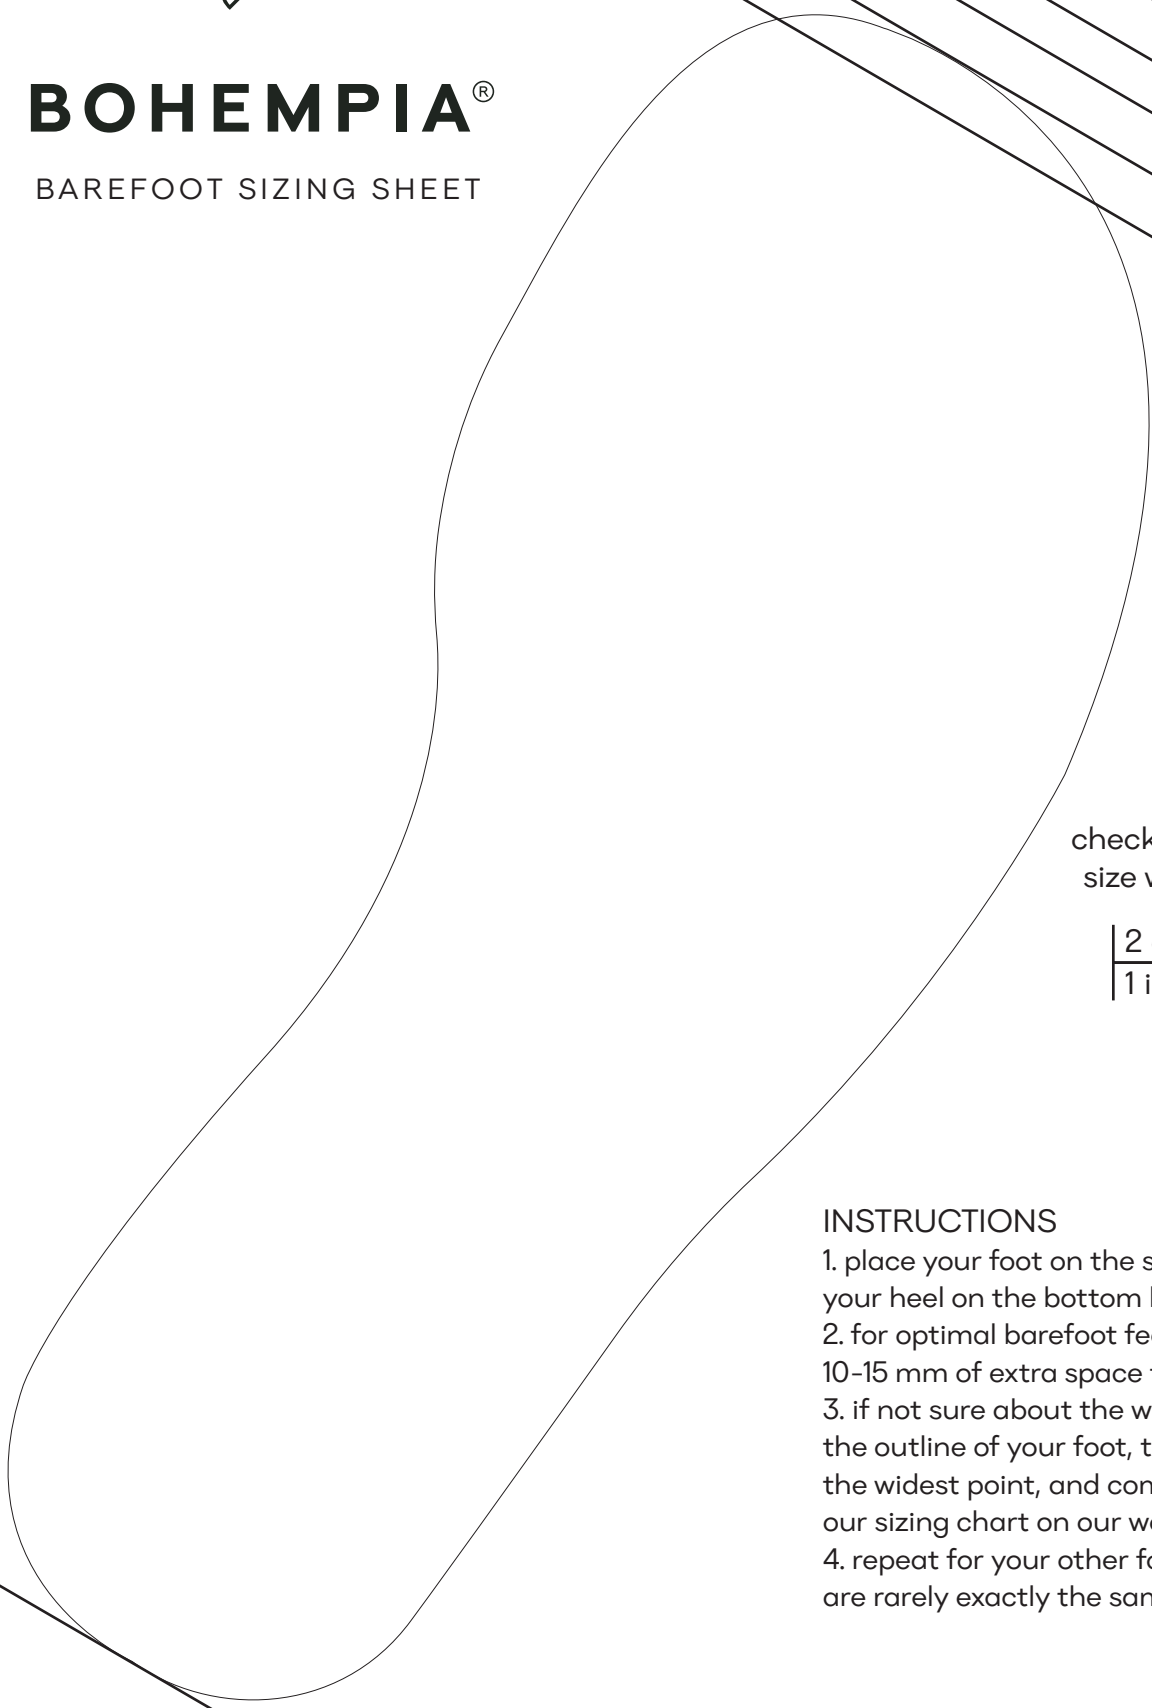 BOHEMPIA®
BAREFOOT SIZING SHEET
check
size
2
1
INSTRUCTIONS
1. place your foot on the
your heel on the bottom
2. for optimal barefoot
10-15 mm of extra space
3. if not sure about the
the outline of your foot,
the widest point, and
our sizing chart on our
4. repeat for your other
are rarely exactly the